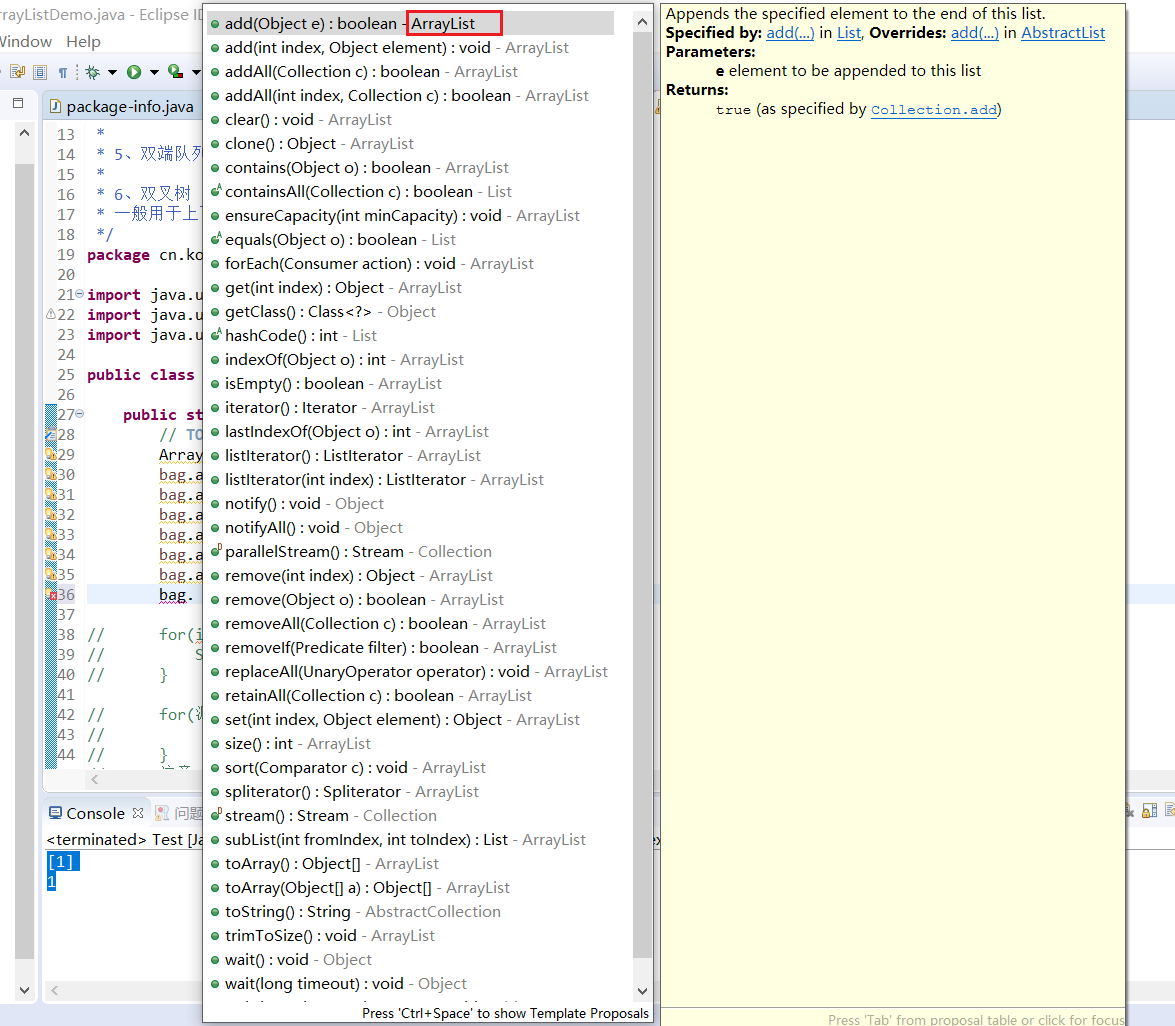 rrayListDemo.java - Eclipse ID
Window Help
package-info.java
13 *
14 * 5、双端队列
15 *
16 * 6、双叉树
17 * 一般用于上
18 */
19 package cn.ko
20
21 import java.u
22 import java.u
23 import java.u
24
25 public class
26
27 public st
28 // TO
29 Array
30 bag.a
31 bag.a
32 bag.a
33 bag.a
34 bag.a
35 bag.a
36 bag.
37
38 // for(i
39 // S
40 // }
41
42 // for(
43 //
44 // }
Console 问题
<terminated> Test [Ja
[1]
1
add(Object e) : boolean - ArrayList
add(int index, Object element) : void - ArrayList
addAll(Collection c) : boolean - ArrayList
addAll(int index, Collection c) : boolean - ArrayList
clear() : void - ArrayList
clone() : Object - ArrayList
contains(Object o) : boolean - ArrayList
containsAll(Collection c) : boolean - List
ensureCapacity(int minCapacity) : void - ArrayList
equals(Object o) : boolean - List
forEach(Consumer action) : void - ArrayList
get(int index) : Object - ArrayList
getClass() : Class<?> - Object
hashCode() : int - List
indexOf(Object o) : int - ArrayList
isEmpty() : boolean - ArrayList
iterator() : Iterator - ArrayList
lastIndexOf(Object o) : int - ArrayList
listIterator() : ListIterator - ArrayList
listIterator(int index) : ListIterator - ArrayList
notify() : void - Object
notifyAll() : void - Object
parallelStream() : Stream - Collection
remove(int index) : Object - ArrayList
remove(Object o) : boolean - ArrayList
removeAll(Collection c) : boolean - ArrayList
removeIf(Predicate filter) : boolean - ArrayList
replaceAll(UnaryOperator operator) : void - ArrayList
retainAll(Collection c) : boolean - ArrayList
set(int index, Object element) : Object - ArrayList
size() : int - ArrayList
sort(Comparator c) : void - ArrayList
spliterator() : Spliterator - ArrayList
stream() : Stream - Collection
subList(int fromIndex, int toIndex) : List - ArrayList
toArray() : Object[] - ArrayList
toArray(Object[] a) : Object[] - ArrayList
toString() : String - AbstractCollection
trimToSize() : void - ArrayList
wait() : void - Object
wait(long timeout) : void - Object
Press 'Ctrl+Space' to show Template Proposals
Appends the specified element to the end of this list.
Specified by: add(...) in List, Overrides: add(...) in AbstractList
Parameters:
e element to be appended to this list
Returns:
true (as specified by Collection.add)
Press 'Tab' from proposal table or click for focus